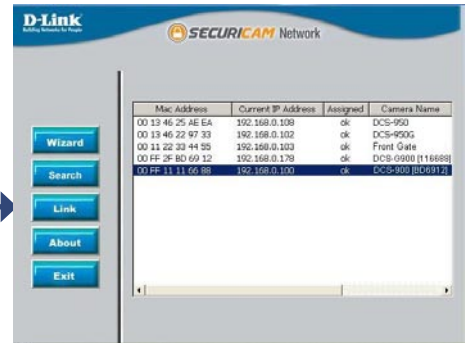 D-Link
Building Networks for People
SECURICAM Network
Mac Address Current IP Address Assigned Camera Name
00 13 46 25 AE EA 192.168.0.108 ok DCS-950
00 13 46 22 97 33 192.168.0.102 ok DCS-950G
00 11 22 33 44 55 192.168.0.103 ok Front Gate
00 FF 2F BD 69 12 192.168.0.178 ok DCS-G900 [116688]
00 FF 11 11 66 88 192.168.0.100 ok DCS-900 [BD6912]
Wizard
Search
Link
About
Exit